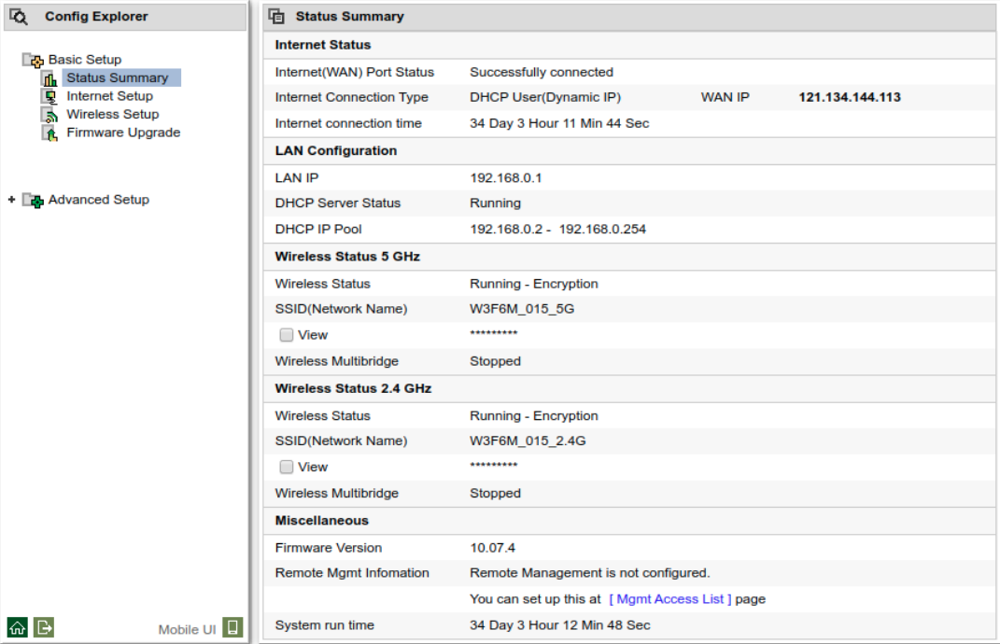 Config Explorer
Basic Setup
Status Summary
Internet Setup
Wireless Setup
Firmware Upgrade
+ Advanced Setup
Mobile UI
Status Summary
Internet Status
Internet(WAN) Port Status Successfully connected
Internet Connection Type DHCP User(Dynamic IP) WAN IP 121.134.144.113
Internet connection time 34 Day 3 Hour 11 Min 44 Sec
LAN Configuration
LAN IP 192.168.0.1
DHCP Server Status Running
DHCP IP Pool 192.168.0.2 - 192.168.0.254
Wireless Status 5 GHz
Wireless Status Running - Encryption
SSID(Network Name) W3F6M_015_5G
View *********
Wireless Multibridge Stopped
Wireless Status 2.4 GHz
Wireless Status Running - Encryption
SSID(Network Name) W3F6M_015_2.4G
View *********
Wireless Multibridge Stopped
Miscellaneous
Firmware Version 10.07.4
Remote Mgmt Infomation Remote Management is not configured.
You can set up this at [ Mgmt Access List ] page
System run time 34 Day 3 Hour 12 Min 48 Sec